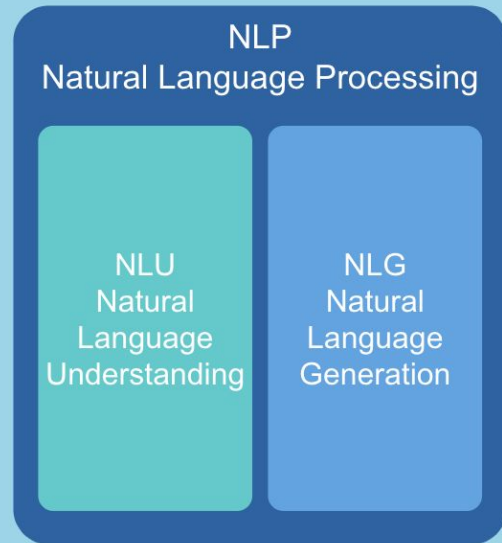 NLP
Natural Language Processing
NLU
Natural
Language
Understanding
NLG
Natural
Language
Generation